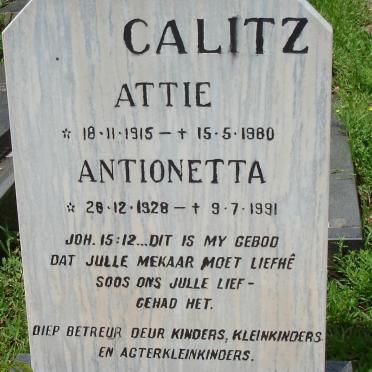 CALITZ
ATTIE
☆ 18·11·1915 – ✝ 15·5·1980
ANTIONETTA
☆ 28·12·1928 – ✝ 9·7·1991
JOH. 15:12...DIT IS MY GEBOD
DAT JULLE MEKAAR MOET LIEFHÊ
SOOS ONS JULLE LIEF-
GEHAD HET.
DIEP BETREUR DEUR KINDERS, KLEINKINDERS
EN AGTERKLEINKINDERS.